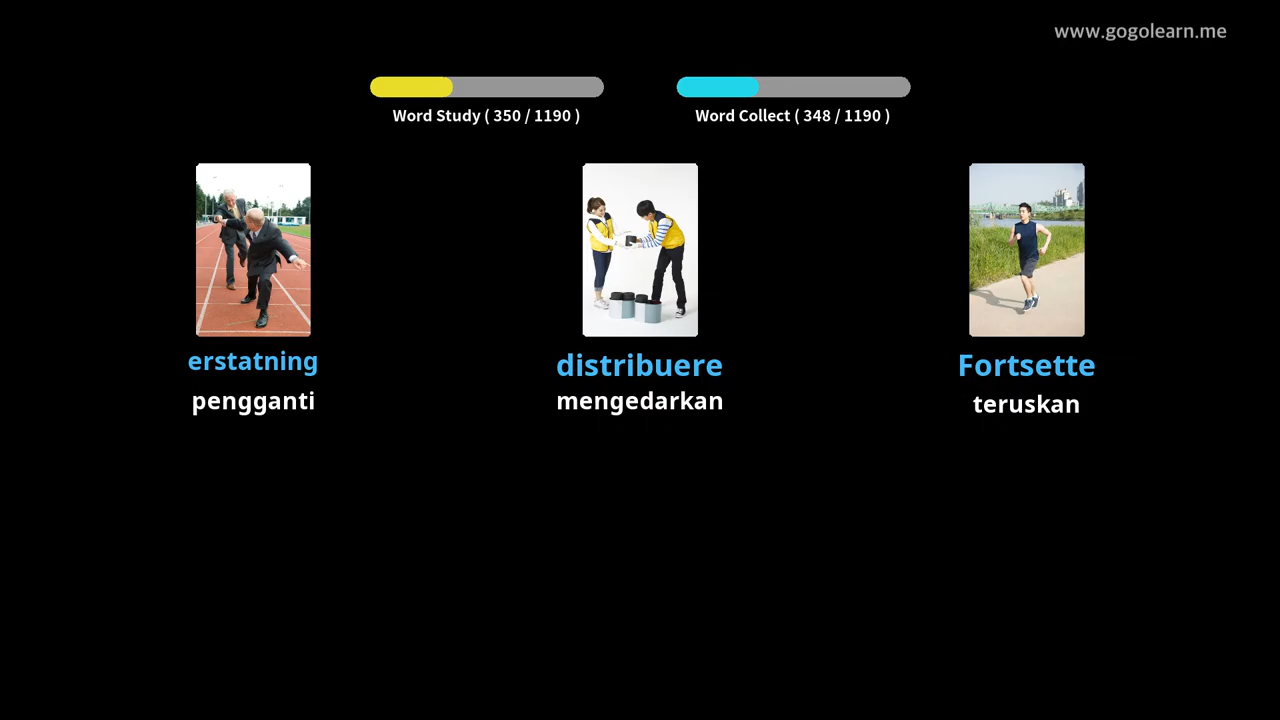 www.gogolearn.me
Word Study ( 350 / 1190 )
Word Collect ( 348 / 1190 )
erstatning
pengganti
distribuere
mengedarkan
Fortsette
teruskan